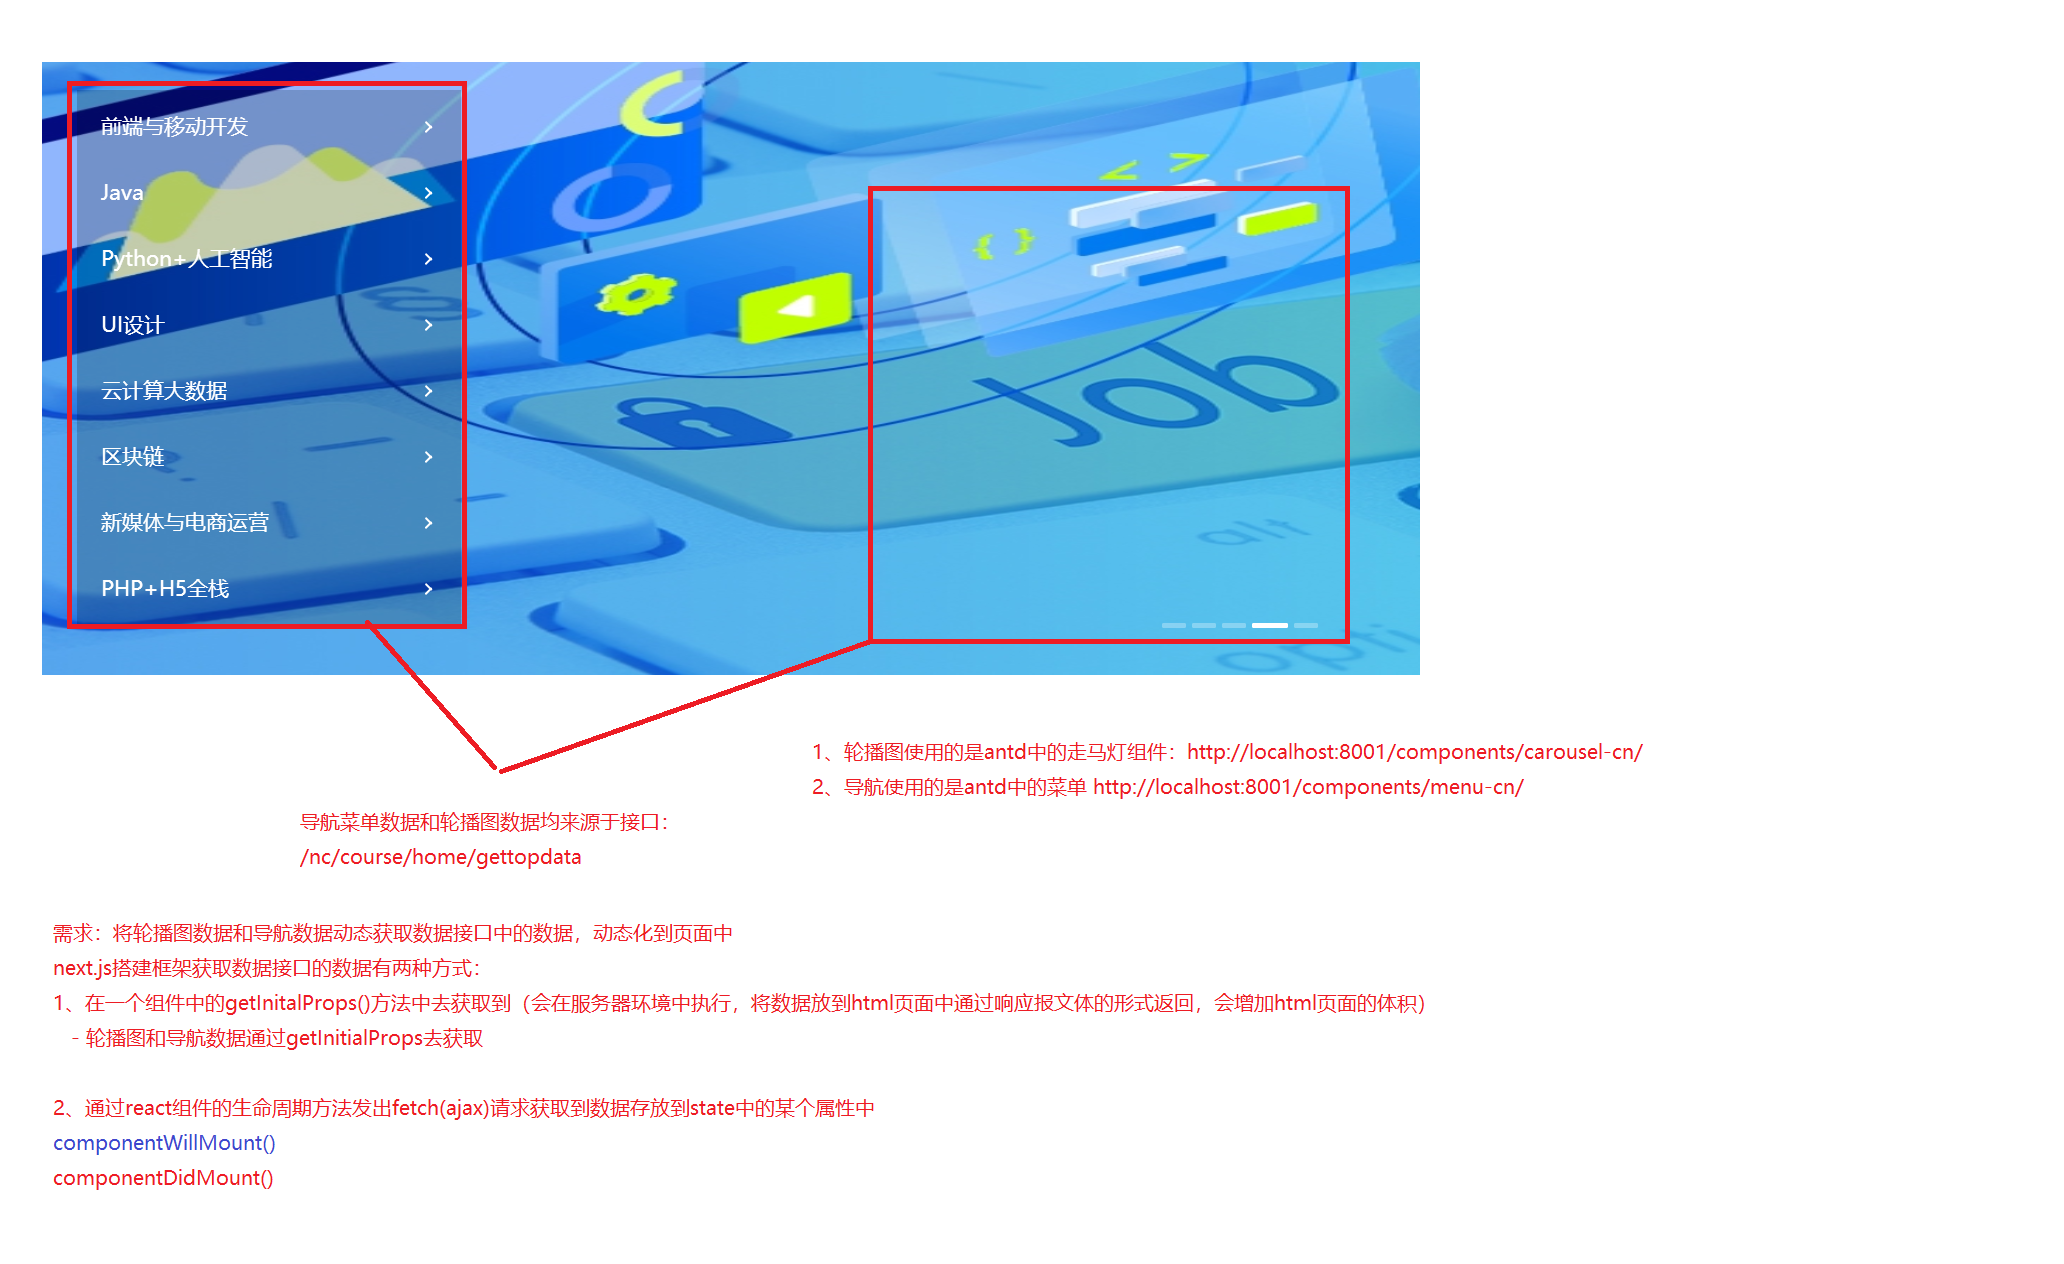 前端与移动开发
Java
Python+人工智能
UI设计
云计算大数据
区块链
新媒体与电商运营
PHP+H5全栈
< >
{ }
Job
alt
1、轮播图使用的是antd中的走马灯组件：http://localhost:8001/components/carousel-cn/
2、导航使用的是antd中的菜单 http://localhost:8001/components/menu-cn/
导航菜单数据和轮播图数据均来源于接口：
/nc/course/home/gettopdata
需求：将轮播图数据和导航数据动态获取数据接口中的数据，动态化到页面中
next.js搭建框架获取数据接口的数据有两种方式：
1、在一个组件中的getInitalProps()方法中去获取到（会在服务器环境中执行，将数据放到html页面中通过响应报文体的形式返回，会增加html页面的体积）
- 轮播图和导航数据通过getInitialProps去获取
2、通过react组件的生命周期方法发出fetch(ajax)请求获取到数据存放到state中的某个属性中
componentWillMount()
componentDidMount()